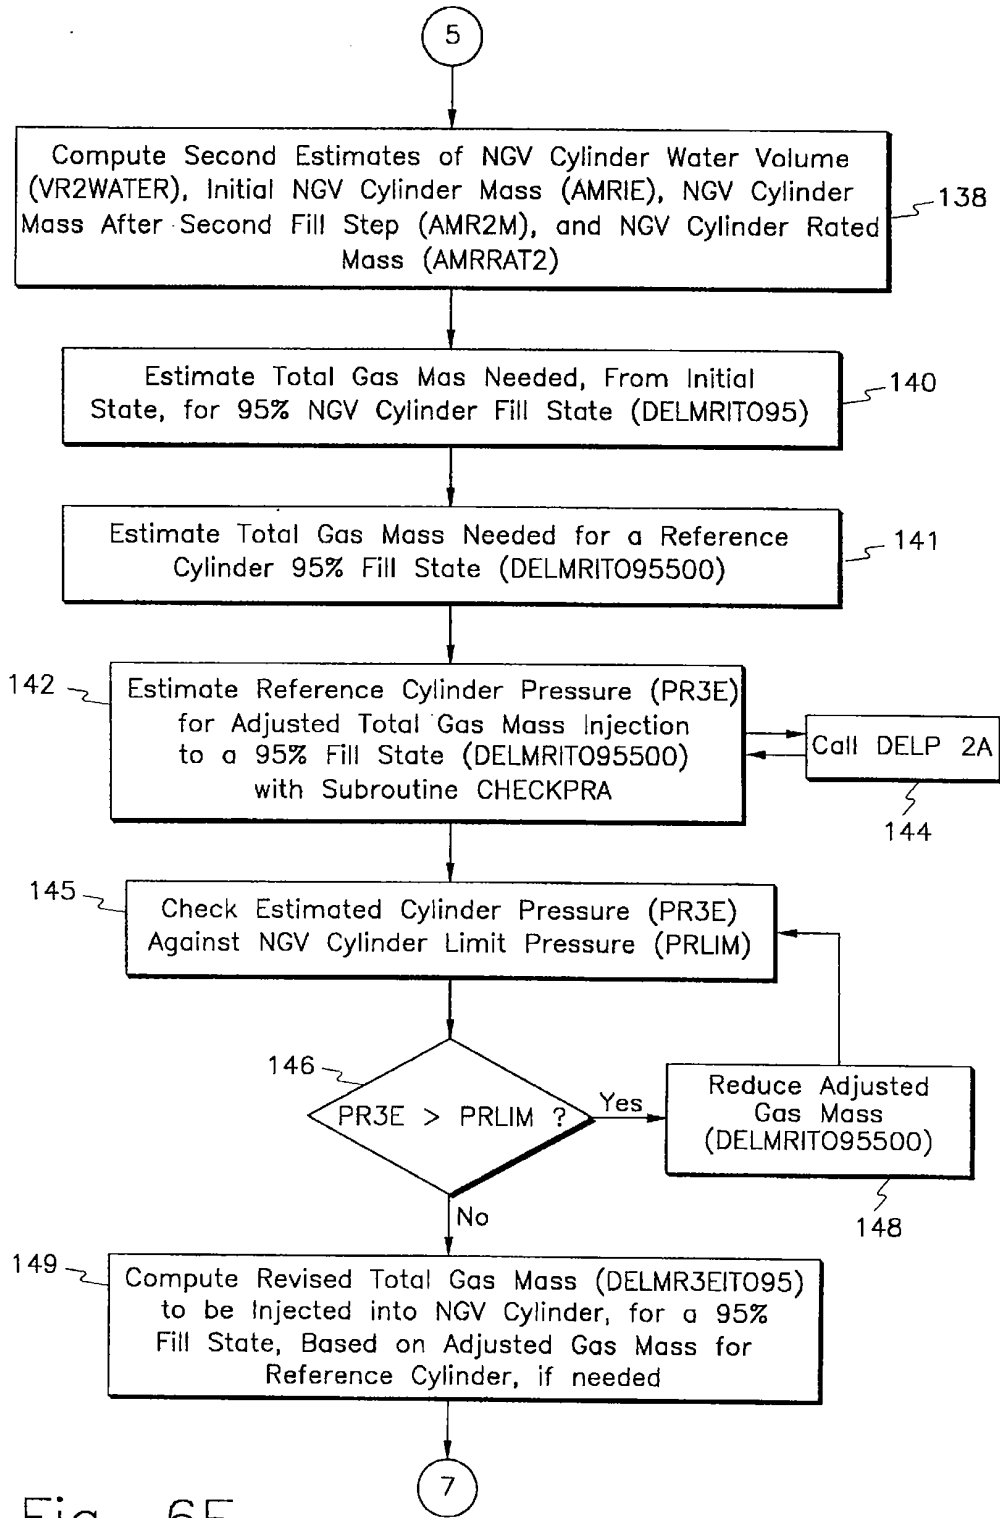 5
Compute Second Estimates of NGV Cylinder Water Volume
(VR2WATER), Initial NGV Cylinder Mass (AMRIE), NGV Cylinder
Mass After Second Fill Step (AMR2M), and NGV Cylinder Rated
Mass (AMRRAT2)
138
Estimate Total Gas Mas Needed, From Initial
State, for 95% NGV Cylinder Fill State (DELMRITO95)
140
Estimate Total Gas Mass Needed for a Reference
Cylinder 95% Fill State (DELMRITO95500)
141
142
Estimate Reference Cylinder Pressure (PR3E)
for Adjusted Total Gas Mass Injection
to a 95% Fill State (DELMRITO95500)
with Subroutine CHECKPRA
Call DELP 2A
144
145
Check Estimated Cylinder Pressure (PR3E)
Against NGV Cylinder Limit Pressure (PRLIM)
146
PR3E > PRLIM ?
Yes
Reduce Adjusted
Gas Mass
(DELMRITO95500)
148
No
149
Compute Revised Total Gas Mass (DELMR3EITO95)
to be Injected into NGV Cylinder, for a 95%
Fill State, Based on Adjusted Gas Mass for
Reference Cylinder, if needed
7
Fig.